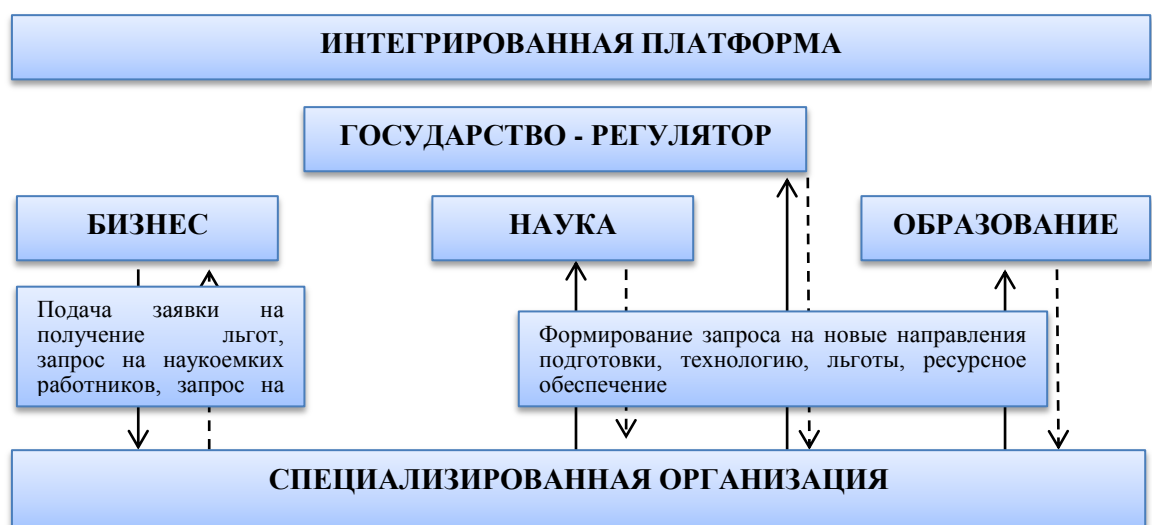 ИНТЕГРИРОВАННАЯ ПЛАТФОРМА
ГОСУДАРСТВО - РЕГУЛЯТОР
БИЗНЕС
НАУКА
ОБРАЗОВАНИЕ
Подача заявки на
получение льгот,
запрос на наукоемких
работников, запрос на
Формирование запроса на новые направления
подготовки, технологию, льготы, ресурсное
обеспечение
СПЕЦИАЛИЗИРОВАННАЯ ОРГАНИЗАЦИЯ